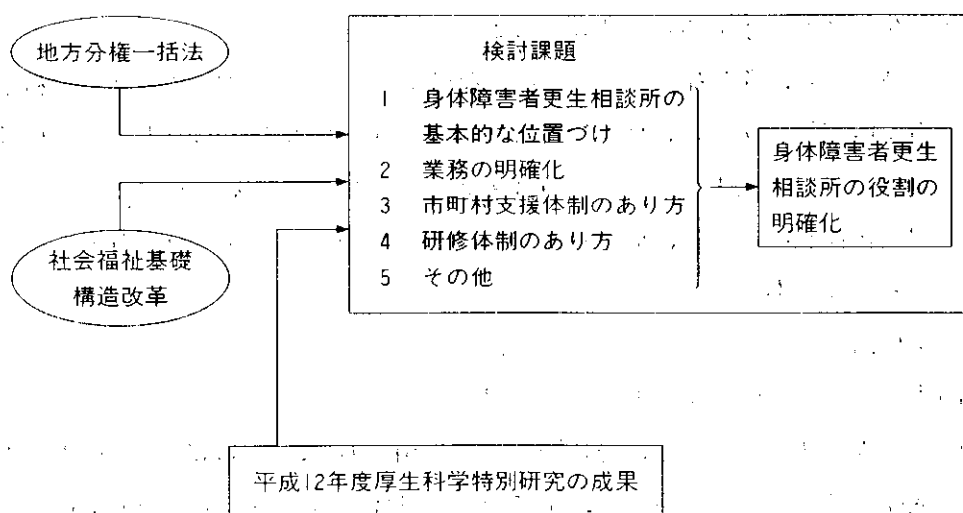 地方分権一括法
社会福祉基礎
構造改革
検討課題
1 身体障害者更生相談所の
基本的な位置づけ
2 業務の明確化
3 市町村支援体制のあり方
4 研修体制のあり方
5 その他
身体障害者更生
相談所の役割の
明確化
平成12年度厚生科学特別研究の成果